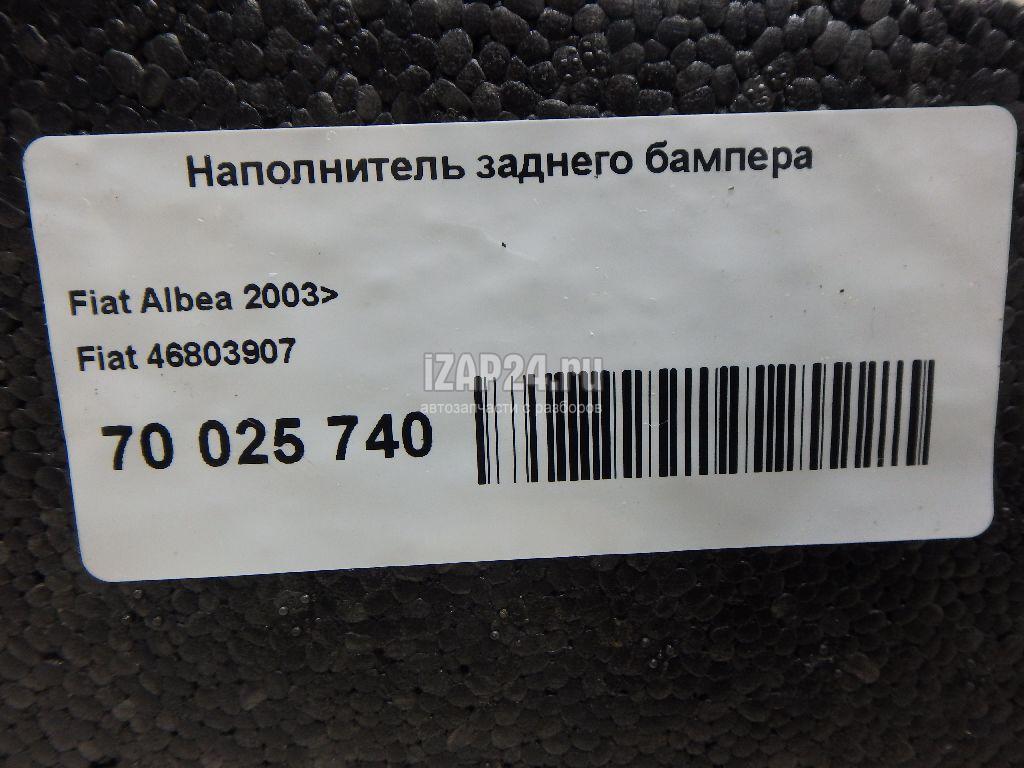 Наполнитель заднего бампера
Fiat Albea 2003>
Fiat 46803907
iZAP24.ru
автозапчасти с разборов
70 025 740